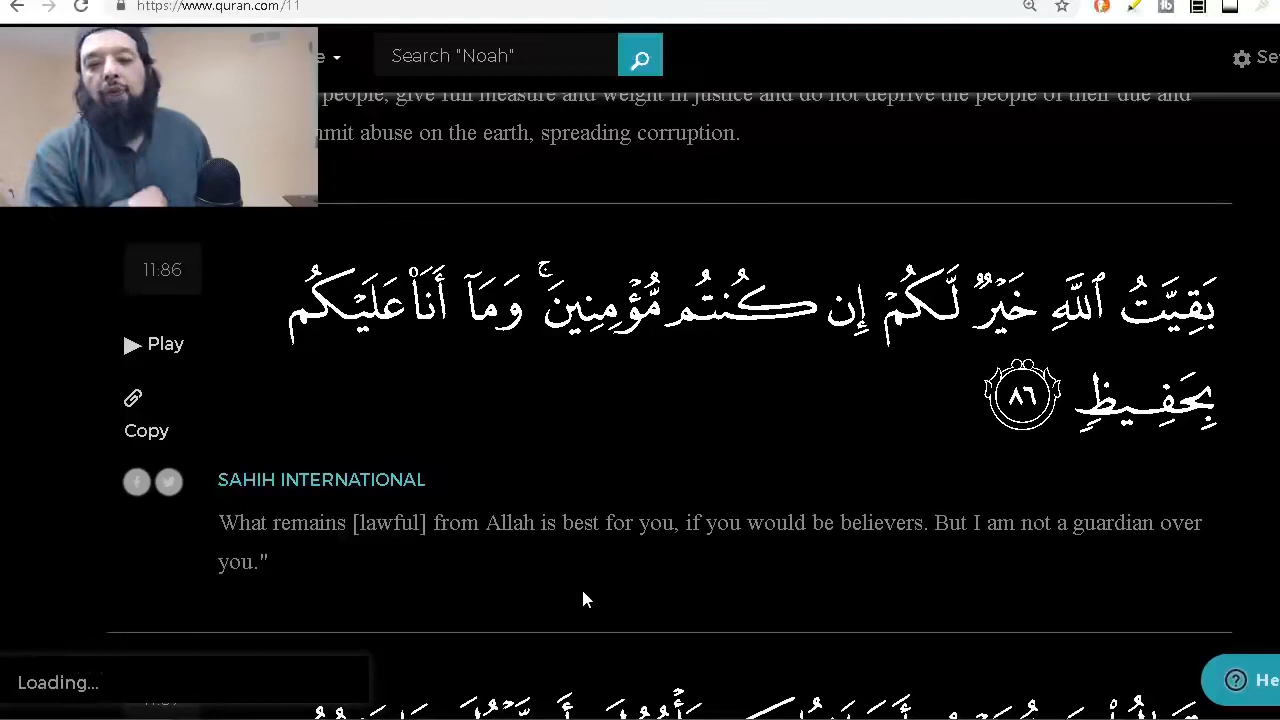 https://www.quran.com/11
Search "Noah"
people, give full measure and weight in justice and do not deprive the people of their due and
abuse on the earth, spreading corruption.
11:86
بَقِيَّتُ ٱللَّهِ خَيْرٌ لَّكُمْ إِن كُنتُم مُّؤْمِنِينَ ۚ وَمَآ أَنَا۠ عَلَيْكُم
بِحَفِيظٍ ٨٦
Play
Copy
SAHIH INTERNATIONAL
What remains [lawful] from Allah is best for you, if you would be believers. But I am not a guardian over
you."
Loading...